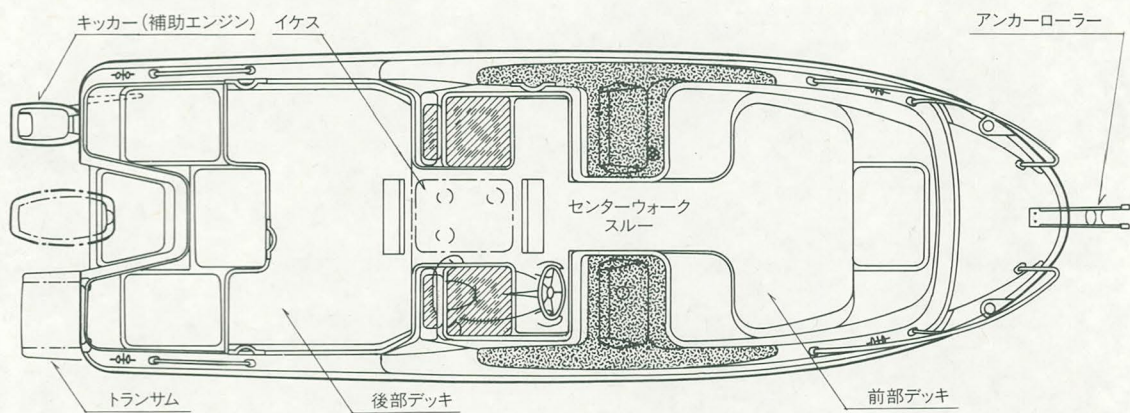 キッカー(補助エンジン)
イケス
アンカーローラー
センターウォーク
スルー
トランサム
後部デッキ
前部デッキ